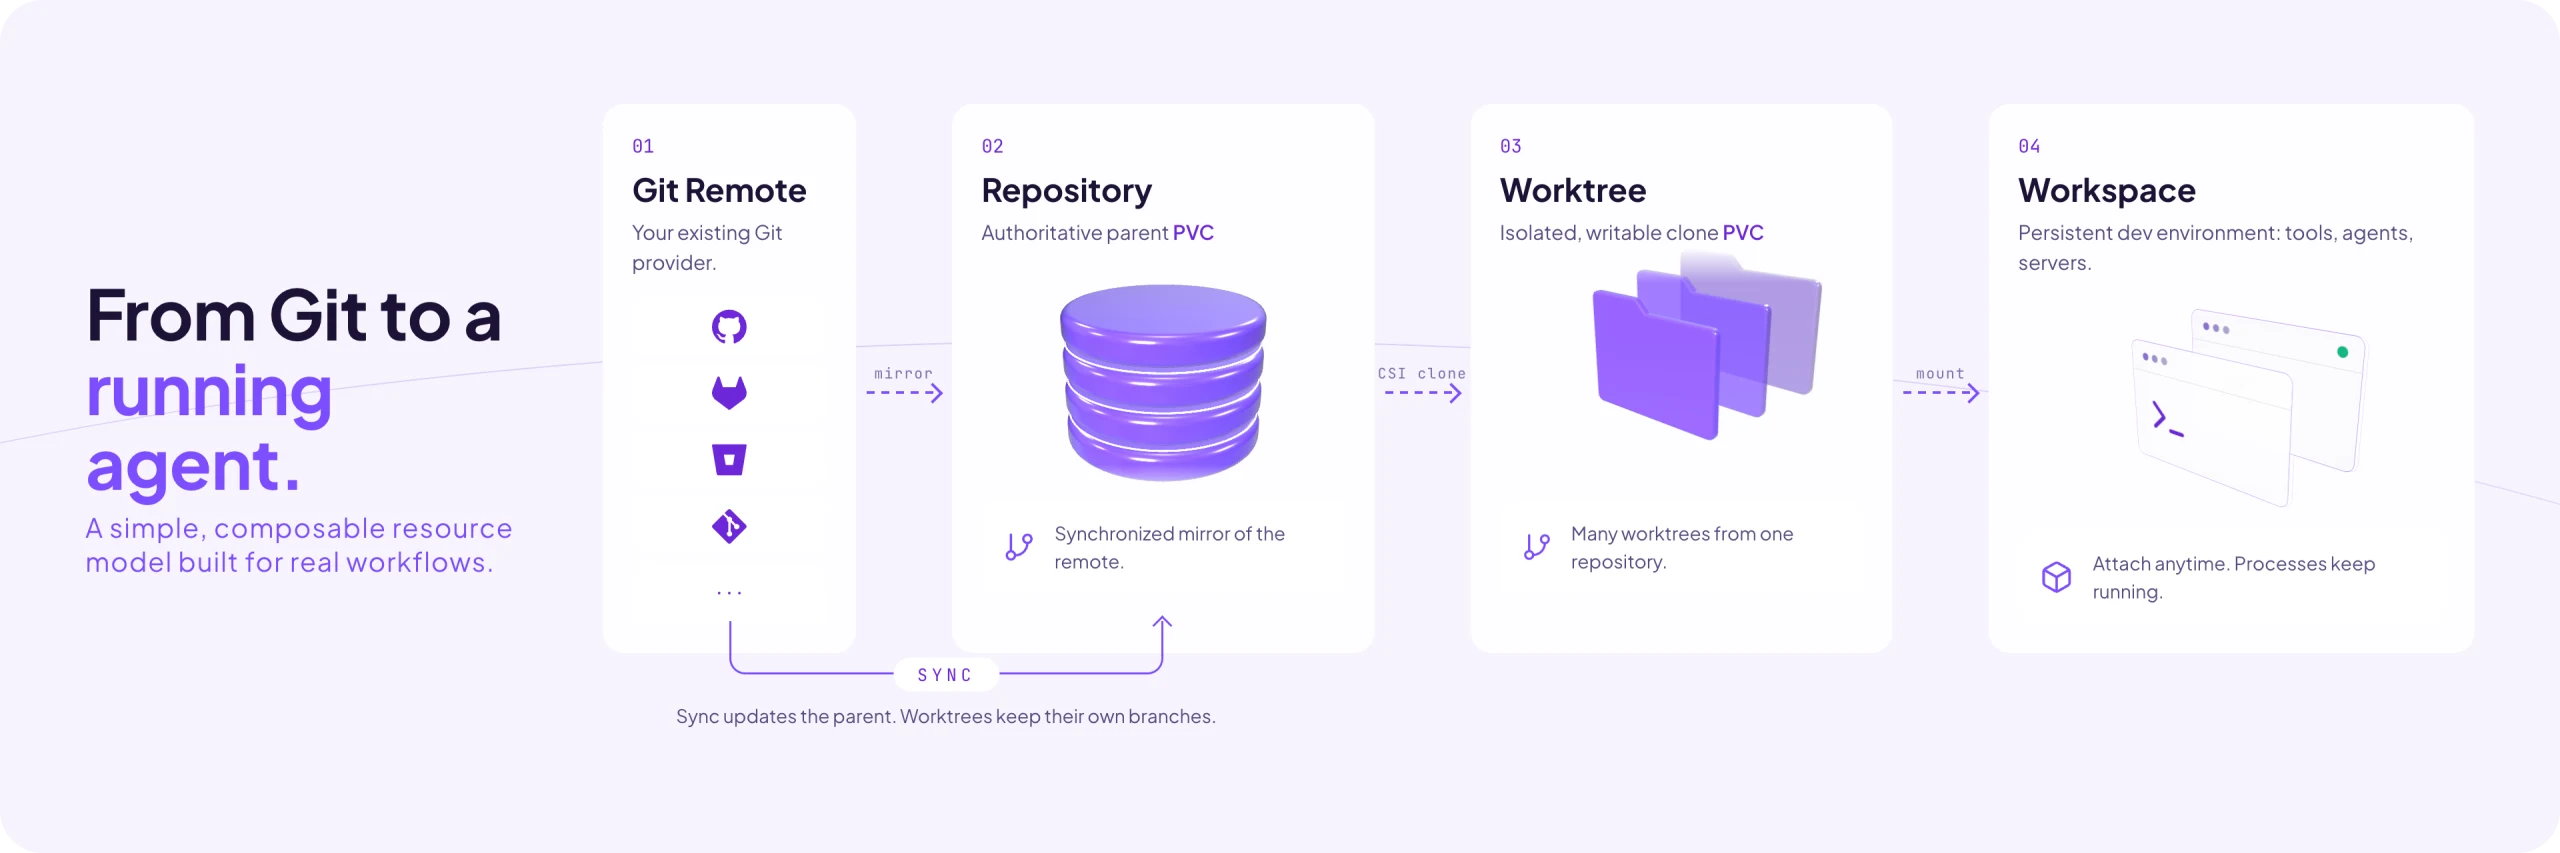 From Git to a
running
agent.
A simple, composable resource
model built for real workflows.
01
Git Remote
Your existing Git
provider.
...
mirror
02
Repository
Authoritative parent PVC
Synchronized mirror of the
remote.
SYNC
Sync updates the parent. Worktrees keep their own branches.
CSI clone
03
Worktree
Isolated, writable clone PVC
Many worktrees from one
repository.
mount
04
Workspace
Persistent dev environment: tools, agents,
servers.
Attach anytime. Processes keep
running.